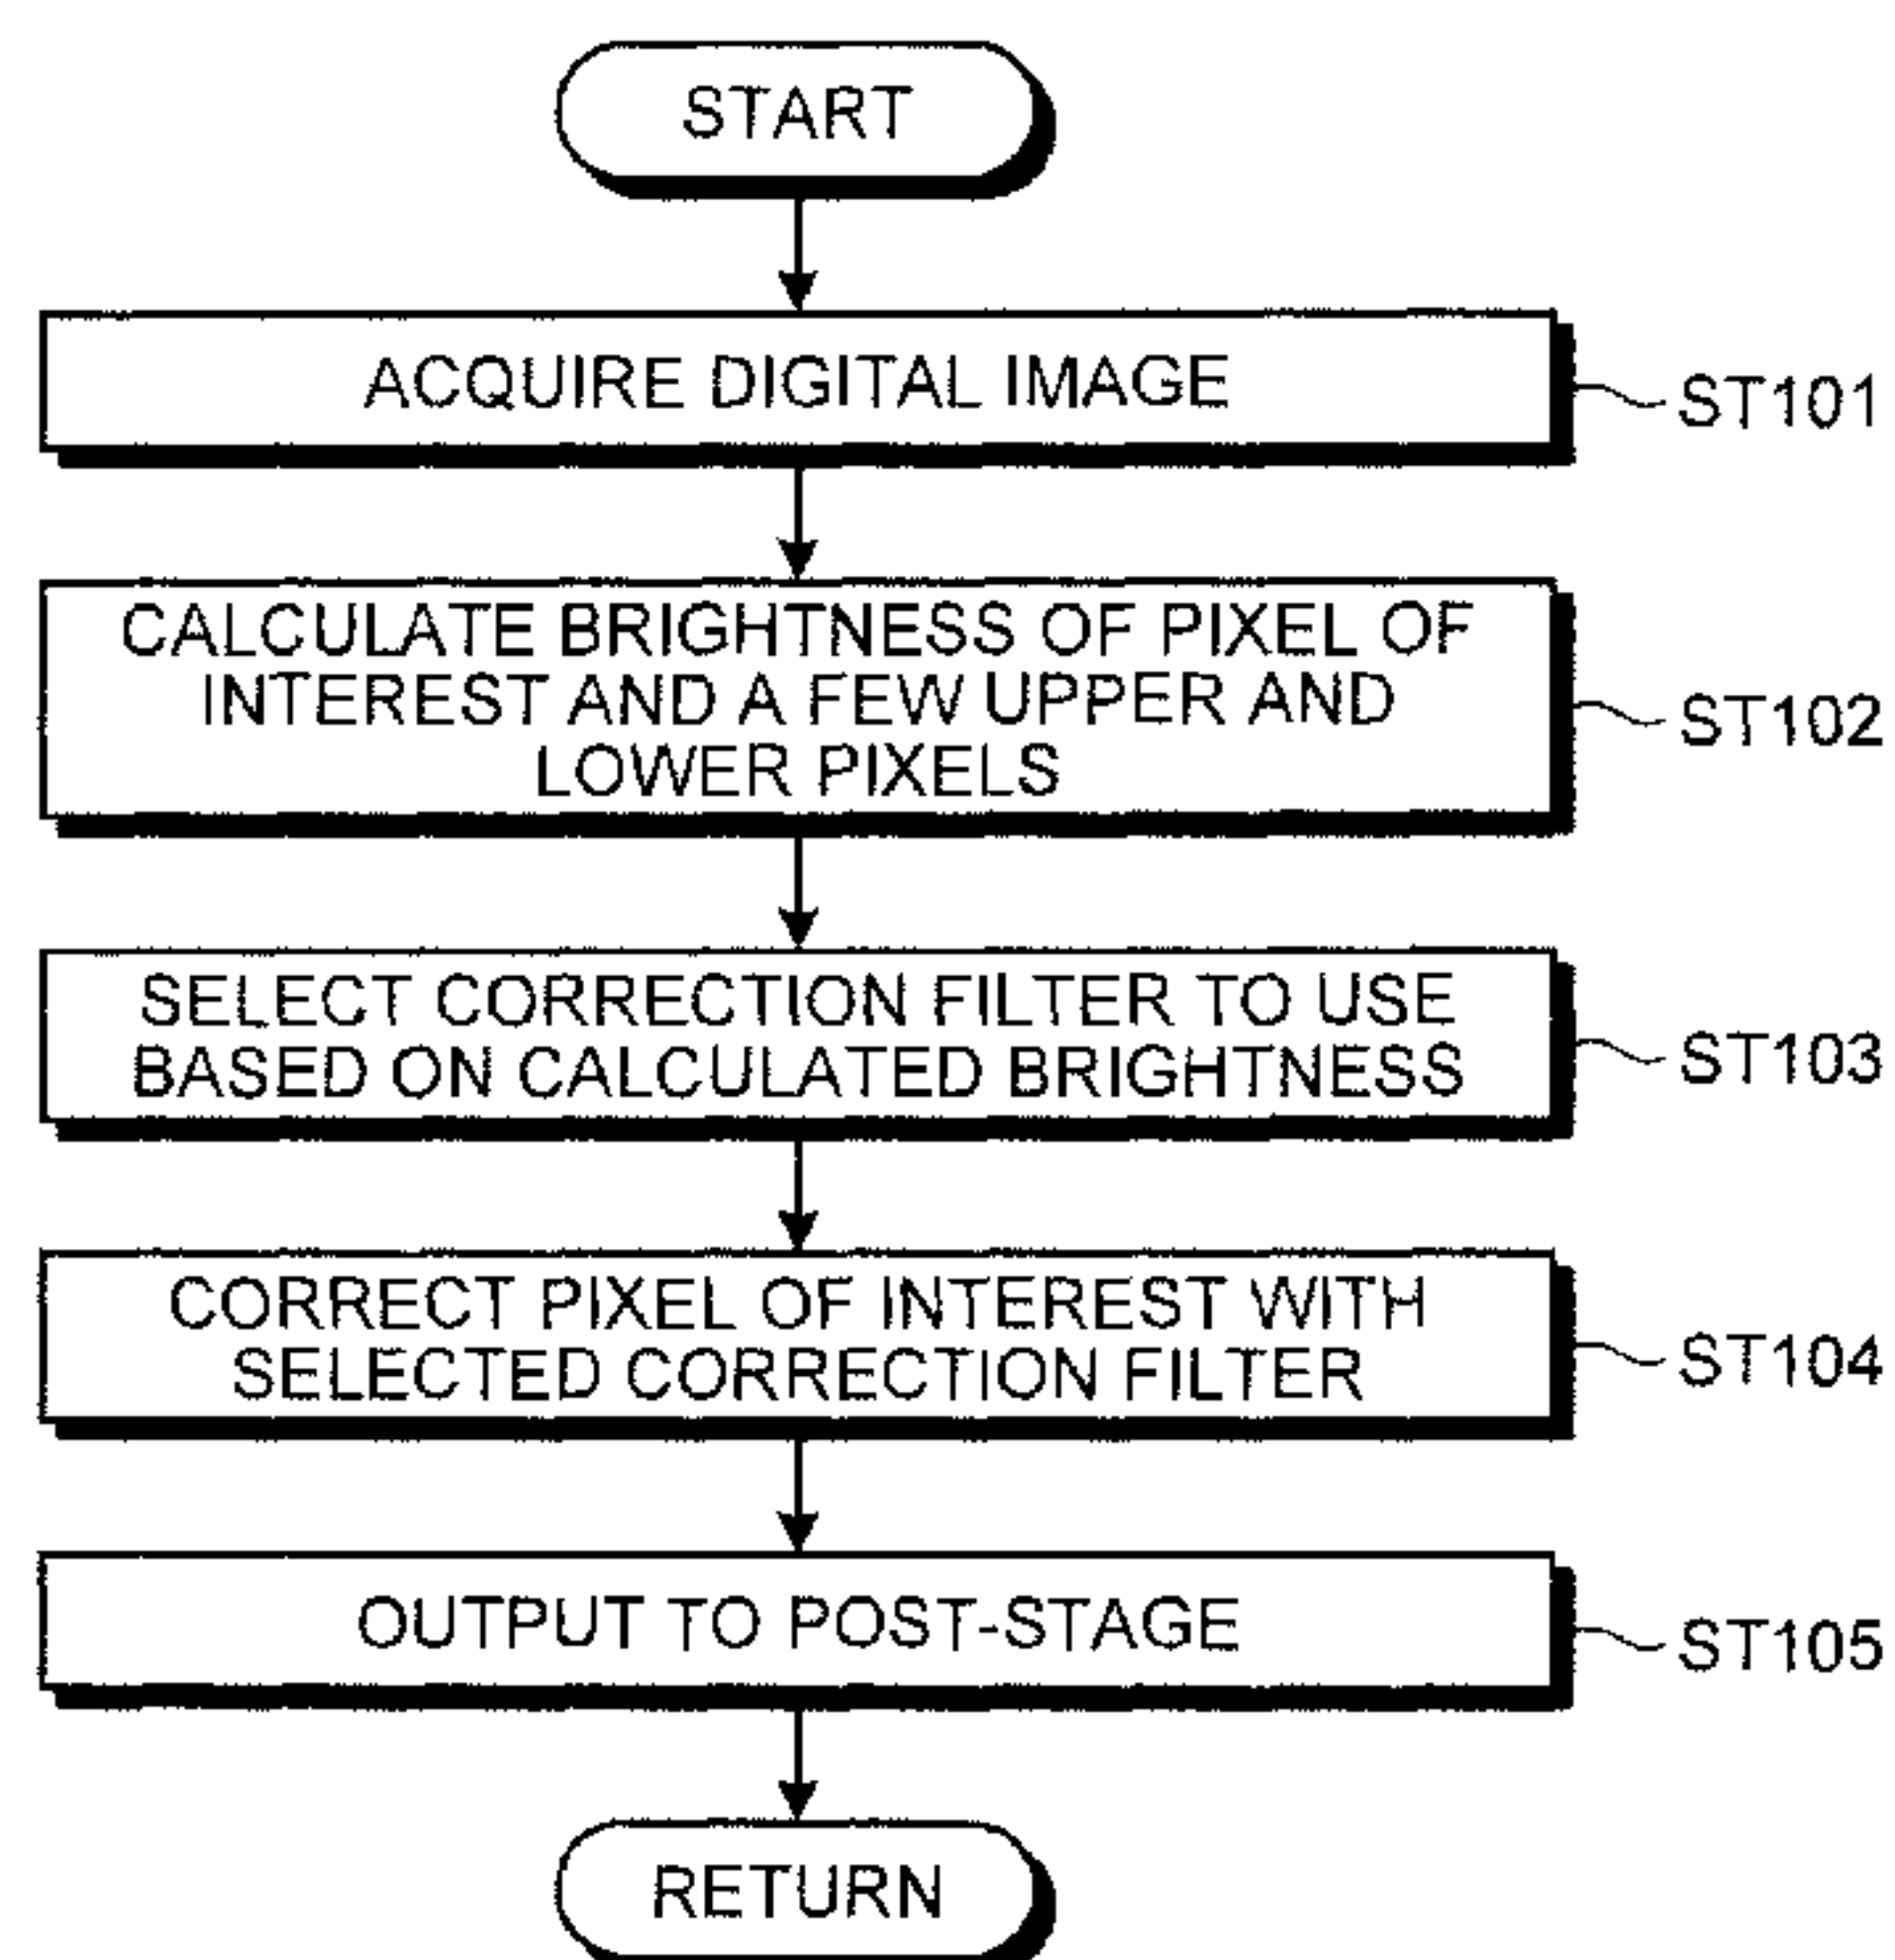 START
ACQUIRE DIGITAL IMAGE
ST101
CALCULATE BRIGHTNESS OF PIXEL OF
INTEREST AND A FEW UPPER AND
LOWER PIXELS
ST102
SELECT CORRECTION FILTER TO USE
BASED ON CALCULATED BRIGHTNESS
ST103
CORRECT PIXEL OF INTEREST WITH
SELECTED CORRECTION FILTER
ST104
OUTPUT TO POST-STAGE
ST105
RETURN